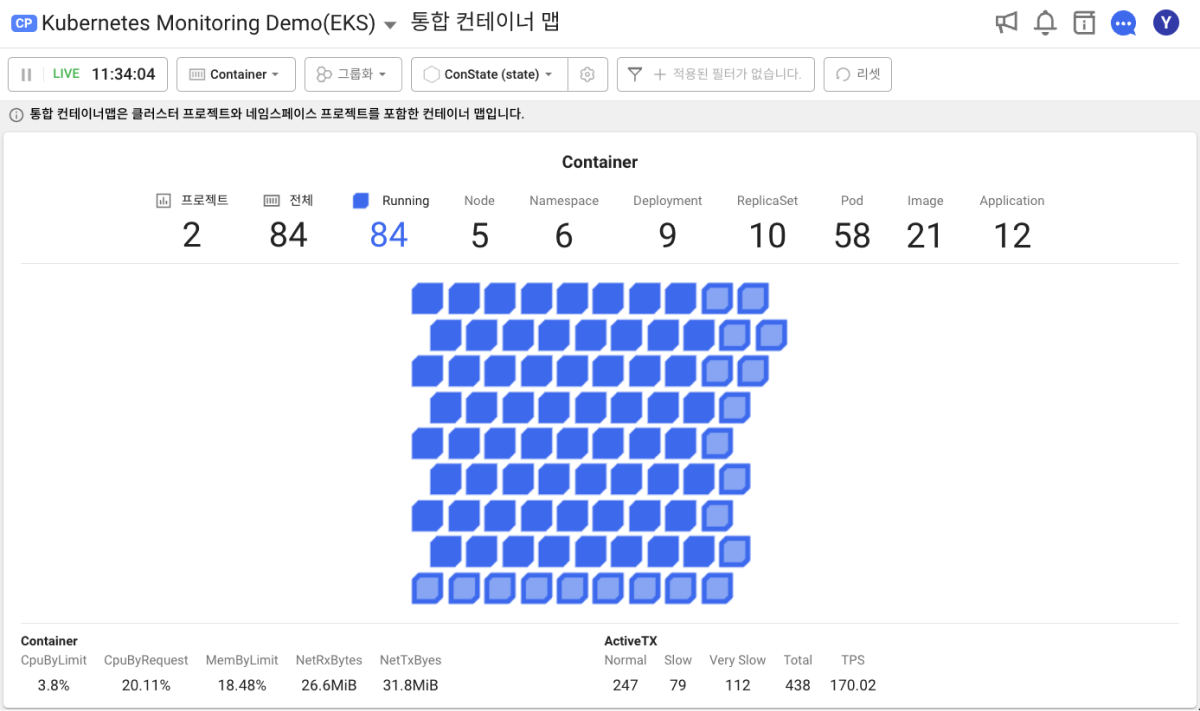 CP Kubernetes Monitoring Demo(EKS) 통합 컨테이너 맵 Y
LIVE 11:34:04 Container 그룹화 ConState (state) 적용된 필터가 없습니다. 리셋
통합 컨테이너맵은 클러스터 프로젝트와 네임스페이스 프로젝트를 포함한 컨테이너 맵입니다.
Container
프로젝트 전체 Running Node Namespace Deployment ReplicaSet Pod Image Application
2 84 84 5 6 9 10 58 21 12
Container ActiveTX
CpuByLimit CpuByRequest MemByLimit NetRxBytes NetTxByes Normal Slow Very Slow Total TPS
3.8% 20.11% 18.48% 26.6MiB 31.8MiB 247 79 112 438 170.02